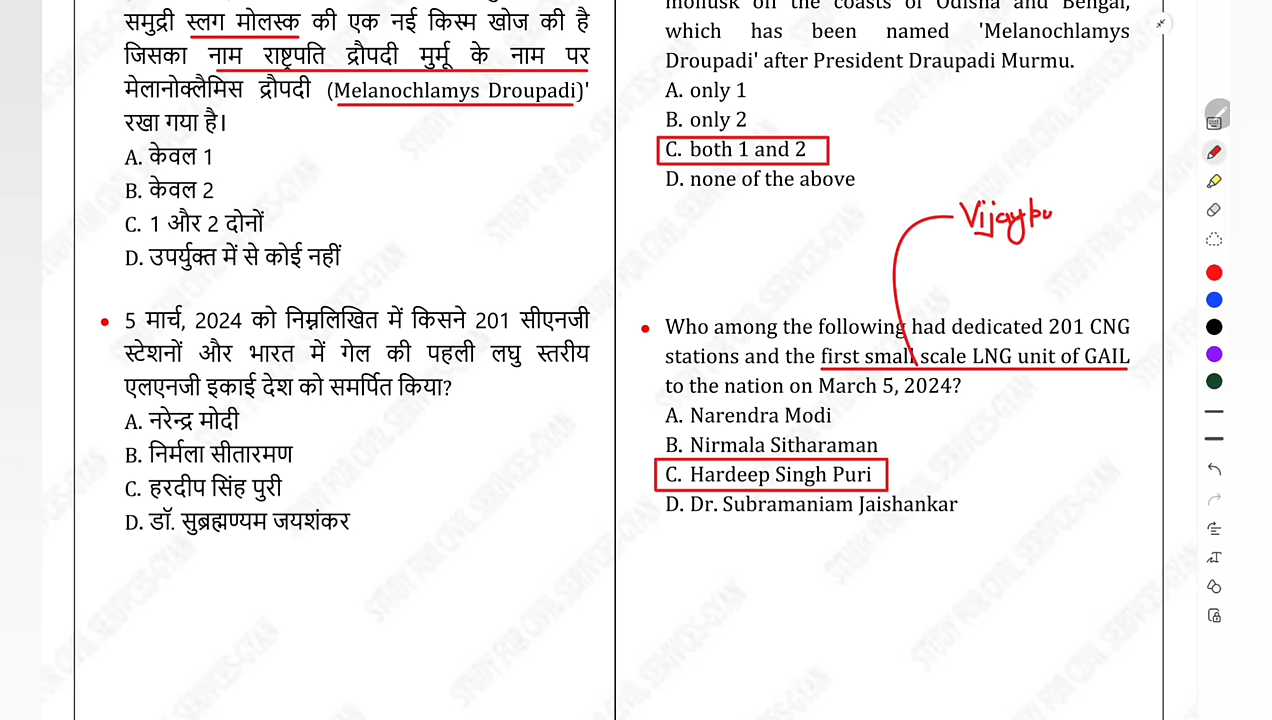 समुद्री स्लग मोलस्क की एक नई किस्म खोज की है
जिसका नाम राष्ट्रपति द्रौपदी मुर्मू के नाम पर
मेलानोक्लैमिस द्रौपदी (Melanochlamys Droupadi)'
रखा गया है।
A. केवल 1
B. केवल 2
C. 1 और 2 दोनों
D. उपर्युक्त में से कोई नहीं
• 5 मार्च, 2024 को निम्नलिखित में किसने 201 सीएनजी
स्टेशनों और भारत में गेल की पहली लघु स्तरीय
एलएनजी इकाई देश को समर्पित किया?
A. नरेन्द्र मोदी
B. निर्मला सीतारमण
C. हरदीप सिंह पुरी
D. डॉ. सुब्रह्मण्यम जयशंकर
mollusk off the coasts of Odisha and Bengal,
which has been named 'Melanochlamys
Droupadi' after President Draupadi Murmu.
A. only 1
B. only 2
C. both 1 and 2
D. none of the above
Vijaypu
• Who among the following had dedicated 201 CNG
stations and the first small scale LNG unit of GAIL
to the nation on March 5, 2024?
A. Narendra Modi
B. Nirmala Sitharaman
C. Hardeep Singh Puri
D. Dr. Subramaniam Jaishankar
STUDY FOR CIVIL SERVICES-GYAN